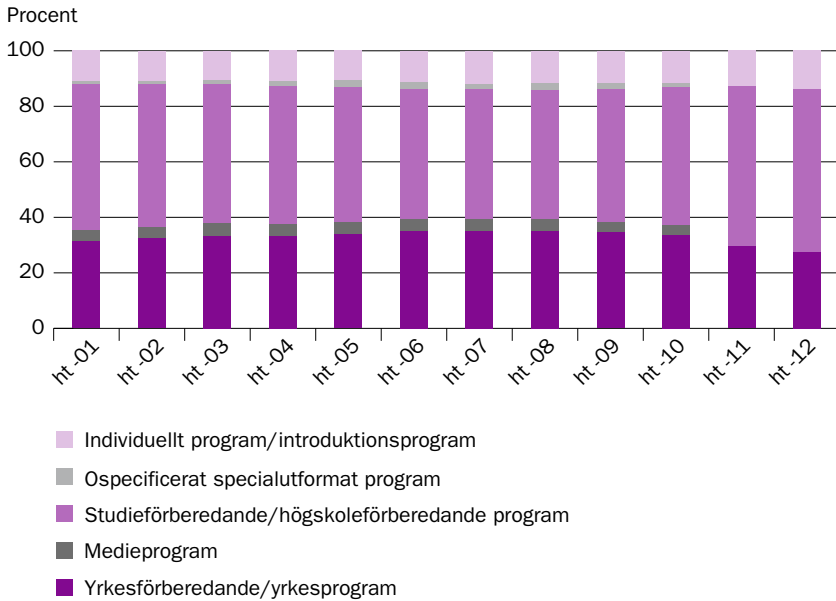 Procent
100
80
60
40
20
0
ht -01 ht -02 ht -03 ht -04 ht -05 ht -06 ht -07 ht -08 ht -09 ht -10 ht -11 ht -12
Individuellt program/introduktionsprogram
Ospecificerat specialutformat program
Studieförberedande/högskoleförberedande program
Medieprogram
Yrkesförberedande/yrkesprogram